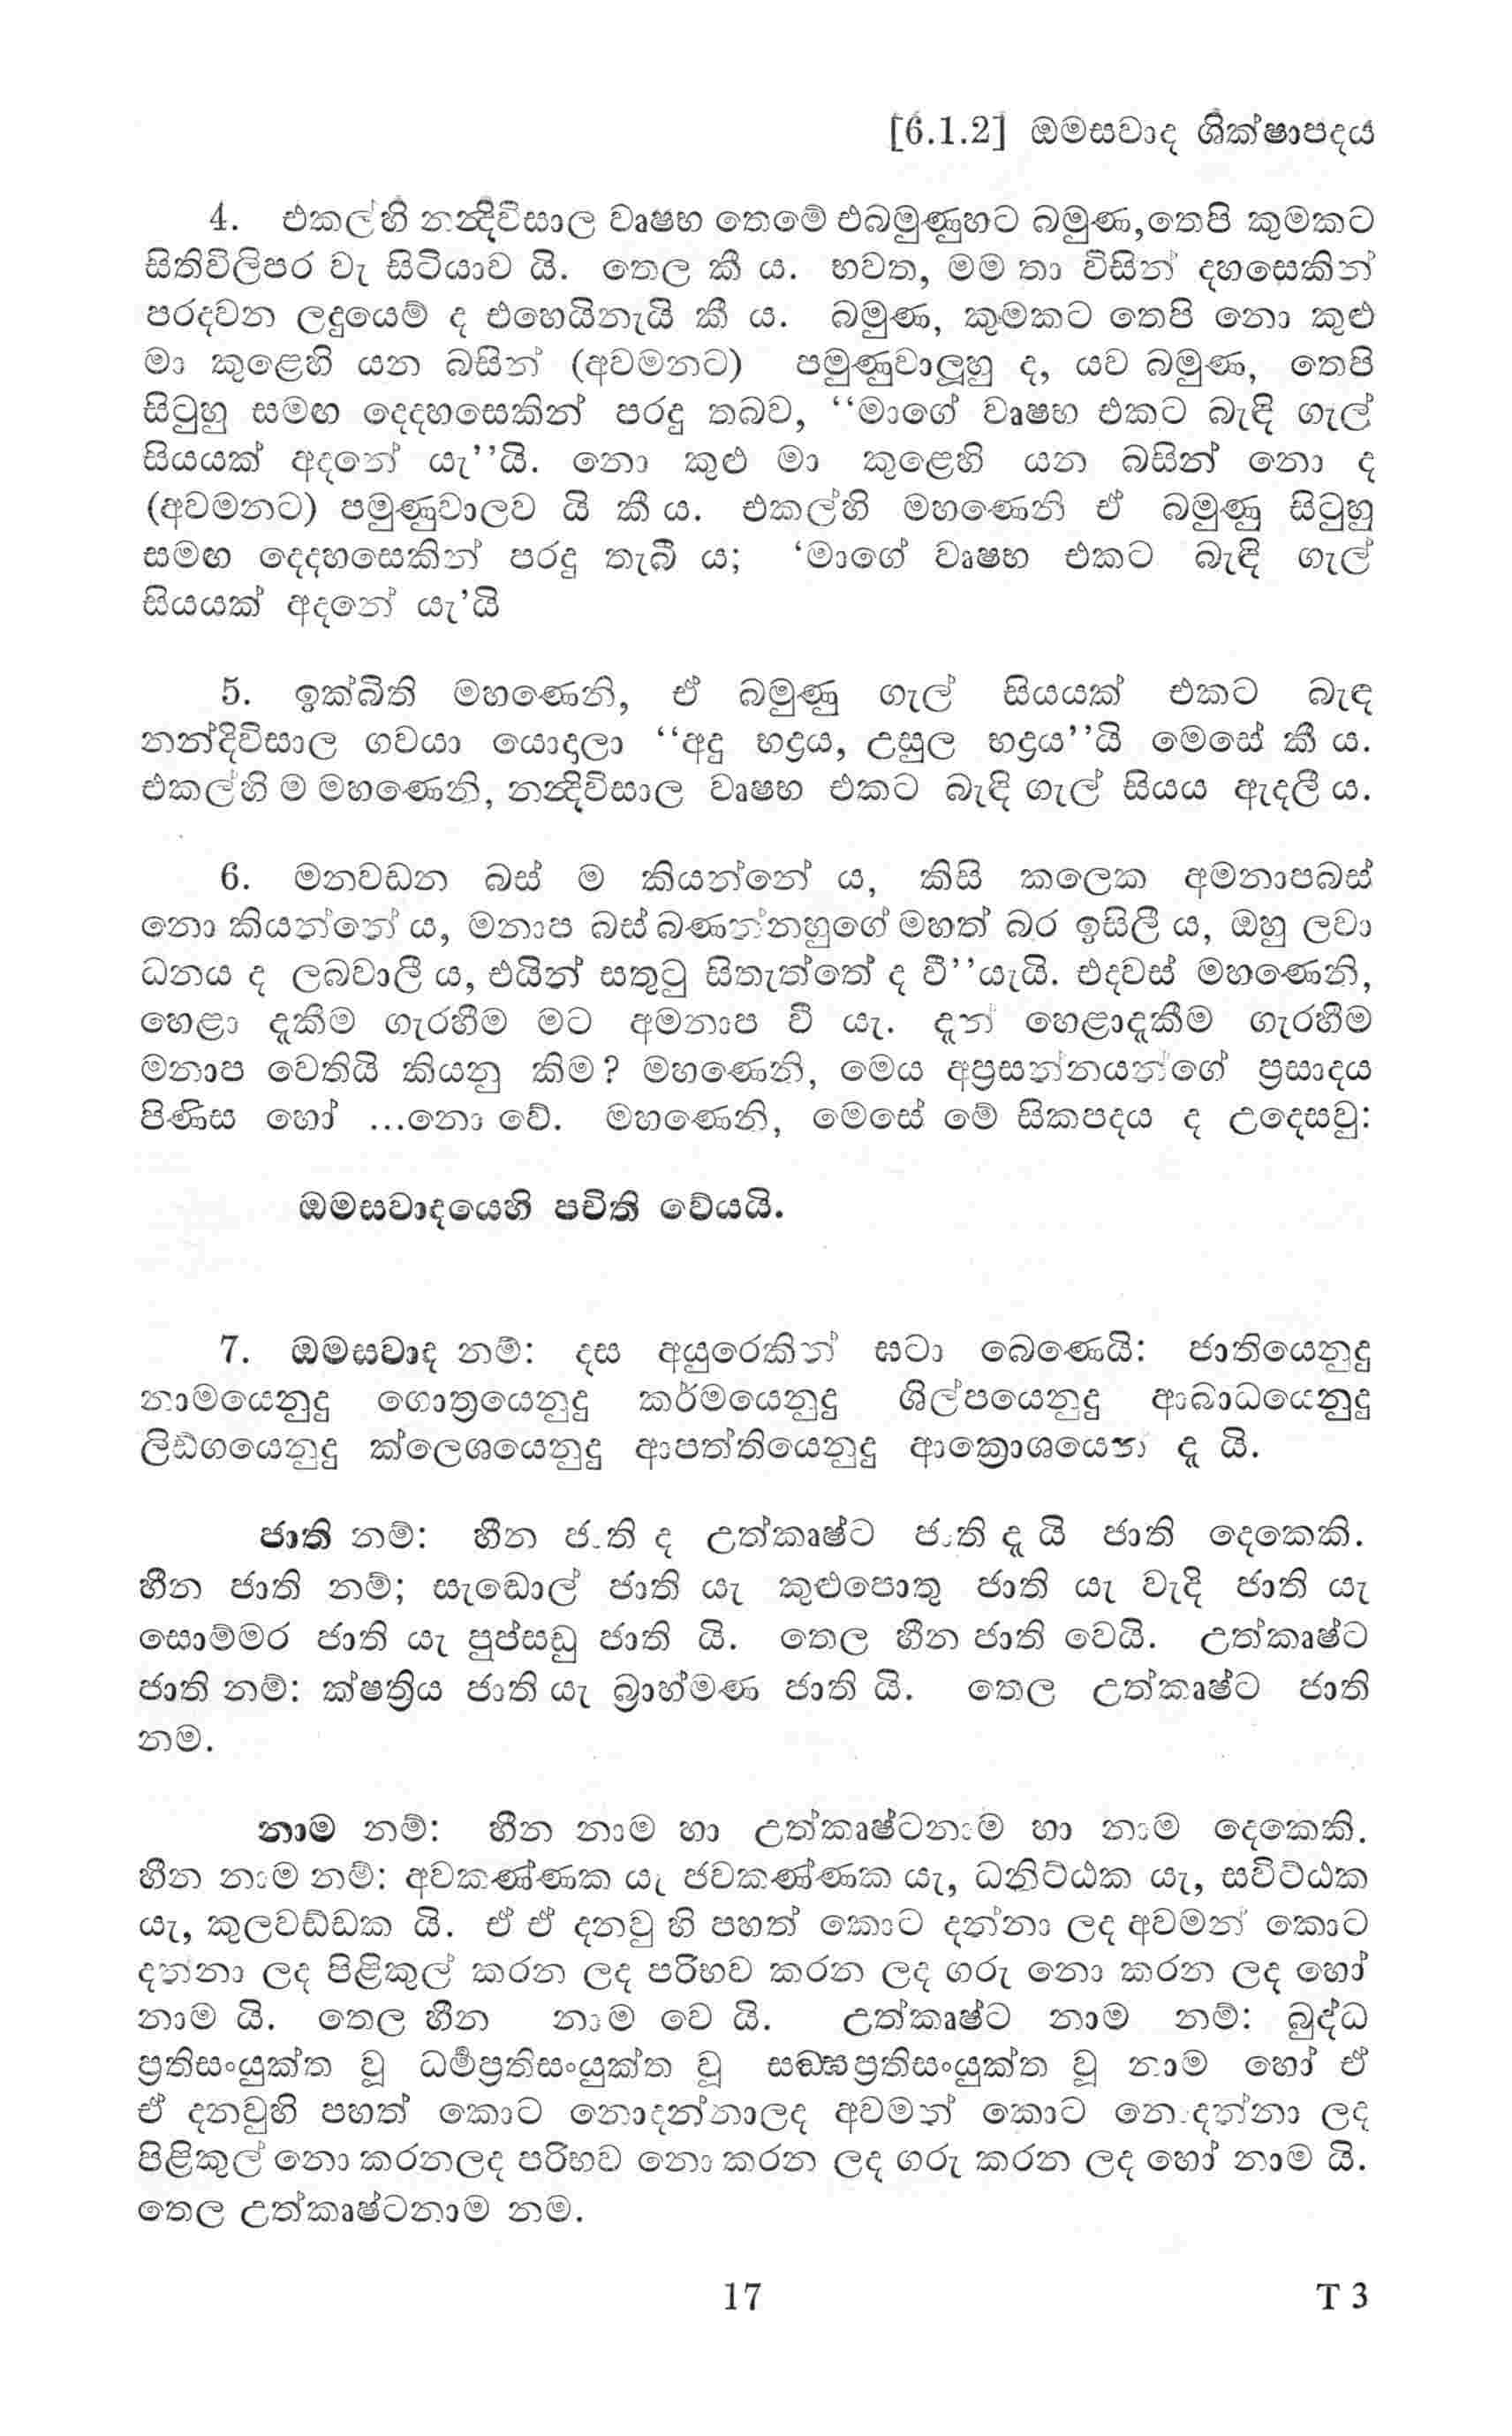 [6.1.2] ඔමසවාද ශික්ෂාපදය
4. එකල්හි නන්දිවිසාල වෘෂභ තෙමේ එබමුණුහට බමුණ,තෙපි කුමකට
සිතිවිලිපර වැ සිටියාව යි. තෙල කී ය. භවත, මම තා විසින් දහසෙකින්
පරදවන ලදුයෙම් ද එහෙයිනැයි කී ය. බමුණ, කුමකට තෙපි නො කුළු
මා කුළෙහි යන බසින් (අවමනට) පමුණුවාලූහු ද, යව බමුණ, තෙපි
සිටුහු සමඟ දෙදහසෙකින් පරදු තබව, “මාගේ වෘෂභ එකට බැඳි ගැල්
සියයක් අදනේ යැ”යි. නො කුළු මා කුළෙහි යන බසින් නො ද
(අවමනට) පමුණුවාලව යි කී ය. එකල්හි මහණෙනි ඒ බමුණු සිටුහු
සමඟ දෙදහසෙකින් පරදු තැබී ය; ‘මාගේ වෘෂභ එකට බැඳි ගැල්
සියයක් අදනේ යැ’යි
5. ඉක්බිති මහණෙනි, ඒ බමුණු ගැල් සියයක් එකට බැඳ
නන්දිවිසාල ගවයා යොදාලා “අදු භද්‍රය, උසුල භද්‍රය”යි මෙසේ කී ය.
එකල්හි ම මහණෙනි, නන්දිවිසාල වෘෂභ එකට බැඳි ගැල් සියය ඇදලී ය.
6. මනවඩන බස් ම කියන්නේ ය, කිසි කලෙක අමනාපබස්
නො කියන්නේ ය, මනාප බස් බණන්නහුගේ මහත් බර ඉසිලී ය, ඔහු ලවා
ධනය ද ලබවාලී ය, එයින් සතුටු සිතැත්තේ ද වී”යැයි. එදවස් මහණෙනි,
හෙළා දැකීම ගැරහීම මට අමනාප වී යැ. දැන් හෙළාදැකීම ගැරහීම
මනාප වෙතියි කියනු කිම? මහණෙනි, මෙය අප්‍රසන්නයන්ගේ ප්‍රසාදය
පිණිස හෝ ...නො වේ. මහණෙනි, මෙසේ මේ සිකපදය ද උදෙසවු:
ඔමසවාදයෙහි පචිති වේයයි.
7. ඔමසවාද නම්: දස අයුරෙකින් ඝටා බෙණෙයි: ජාතියෙනුදු
නාමයෙනුදු ගොත්‍රයෙනුදු කර්මයෙනුදු ශිල්පයෙනුදු ආබාධයෙනුදු
ලිඩ්ගයෙනුදු ක්ලෙශයෙනුදු ආපත්තියෙනුදු ආක්‍රොශයෙනා දැ යි.
ජාති නම්: හීන ජාති ද උත්කෘෂ්ට ජාති දැ යි ජාති දෙකෙකි.
හීන ජාති නම්; සැඬොල් ජාති යැ කුළුපොතු ජාති යැ වැදි ජාති යැ
සොම්මර ජාති යැ පුප්සඩු ජාති යි. තෙල හීන ජාති වෙයි. උත්කෘෂ්ට
ජාති නම්: ක්ෂත්‍රිය ජාති යැ බ්‍රාහ්මණ ජාති යි. තෙල උත්කෘෂ්ට ජාති
නම.
නාම නම්: හීන නාම හා උත්කෘෂ්ටනාම හා නාම දෙකෙකි.
හීන නාම නම්: අවකණ්ණක යැ ජවකණ්ණක යැ, ධනිට්ඨක යැ, සවිට්ඨක
යැ, කුලවඩ්ඩක යි. ඒ ඒ දනවු හි පහත් කොට දන්නා ලද අවමන් කොට
දන්නා ලද පිළිකුල් කරන ලද පරිභව කරන ලද ගරු නො කරන ලද හෝ
නාම යි. තෙල හීන නාම වෙ යි. උත්කෘෂ්ට නාම නම්: බුද්ධ
ප්‍රතිසංයුක්ත වූ ධර්මප්‍රතිසංයුක්ත වූ සඞ්ඝප්‍රතිසංයුක්ත වූ නාම හෝ ඒ
ඒ දනවුහි පහත් කොට නොදන්නාලද අවමන් කොට නොදන්නා ලද
පිළිකුල් නො කරනලද පරිභව නො කරන ලද ගරු කරන ලද හෝ නාම යි.
තෙල උත්කෘෂ්ටනාම නම.
17 T 3